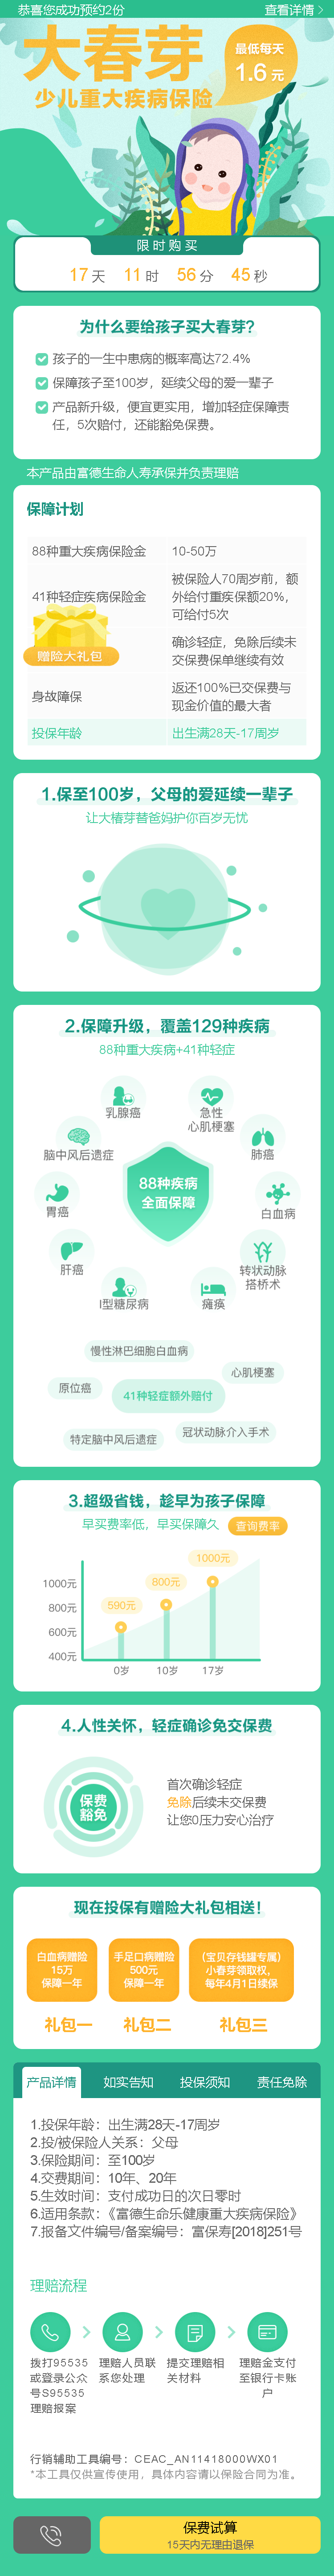 恭喜您成功预约2份
查看详情
大春芽
少儿重大疾病保险
最低每天
1.6元
限时购买
17天 11时 56分 45秒
为什么要给孩子买大春芽?
孩子的一生中患病的概率高达72.4%
保障孩子至100岁，延续父母的爱一辈子
产品新升级，便宜更实用，增加轻症保障责
任，5次赔付，还能豁免保费。
本产品由富德生命人寿承保并负责理赔
保障计划
88种重大疾病保险金
10-50万
41种轻症疾病保险金
被保险人70周岁前，额
外给付重疾保额20%，
可给付5次
赠险大礼包
确诊轻症，免除后续未
交保费保单继续有效
身故障保
返还100%已交保费与
现金价值的最大者
投保年龄
出生满28天-17周岁
1.保至100岁，父母的爱延续一辈子
让大椿芽替爸妈护你百岁无忧
2.保障升级，覆盖129种疾病
88种重大疾病+41种轻症
乳腺癌
急性
心肌梗塞
脑中风后遗症
肺癌
88种疾病
全面保障
胃癌
白血病
肝癌
转状动脉
搭桥术
I型糖尿病
瘫痪
慢性淋巴细胞白血病
心肌梗塞
原位癌
41种轻症额外赔付
冠状动脉介入手术
特定脑中风后遗症
3.超级省钱，趁早为孩子保障
早买费率低，早买保障久
查询费率
1000元
800元
590元
1000元
800元
600元
400元
0岁
10岁
17岁
4.人性关怀，轻症确诊免交保费
保费
豁免
首次确诊轻症
免除后续未交保费
让您0压力安心治疗
现在投保有赠险大礼包相送!
白血病赠险
15万
保障一年
手足口病赠险
500元
保障一年
（宝贝存钱罐专属）
小春芽领取权，
每年4月1日续保
礼包一
礼包二
礼包三
产品详情
如实告知
投保须知
责任免除
1.投保年龄：出生满28天-17周岁
2.投/被保险人关系：父母
3.保险期间：至100岁
4.交费期间：10年、20年
5.生效时间：支付成功日的次日零时
6.适用条款：《富德生命乐健康重大疾病保险》
7.报备文件编号/备案编号：富保寿[2018]251号
理赔流程
拨打95535
或登录公众
号S95535
理赔报案
理赔人员联
系您处理
提交理赔相
关材料
理赔金支付
至银行卡账
户
行销辅助工具编号：CEAC_AN11418000WX01
*本工具仅供宣传使用，具体内容请以保险合同为准。
保费试算
15天内无理由退保